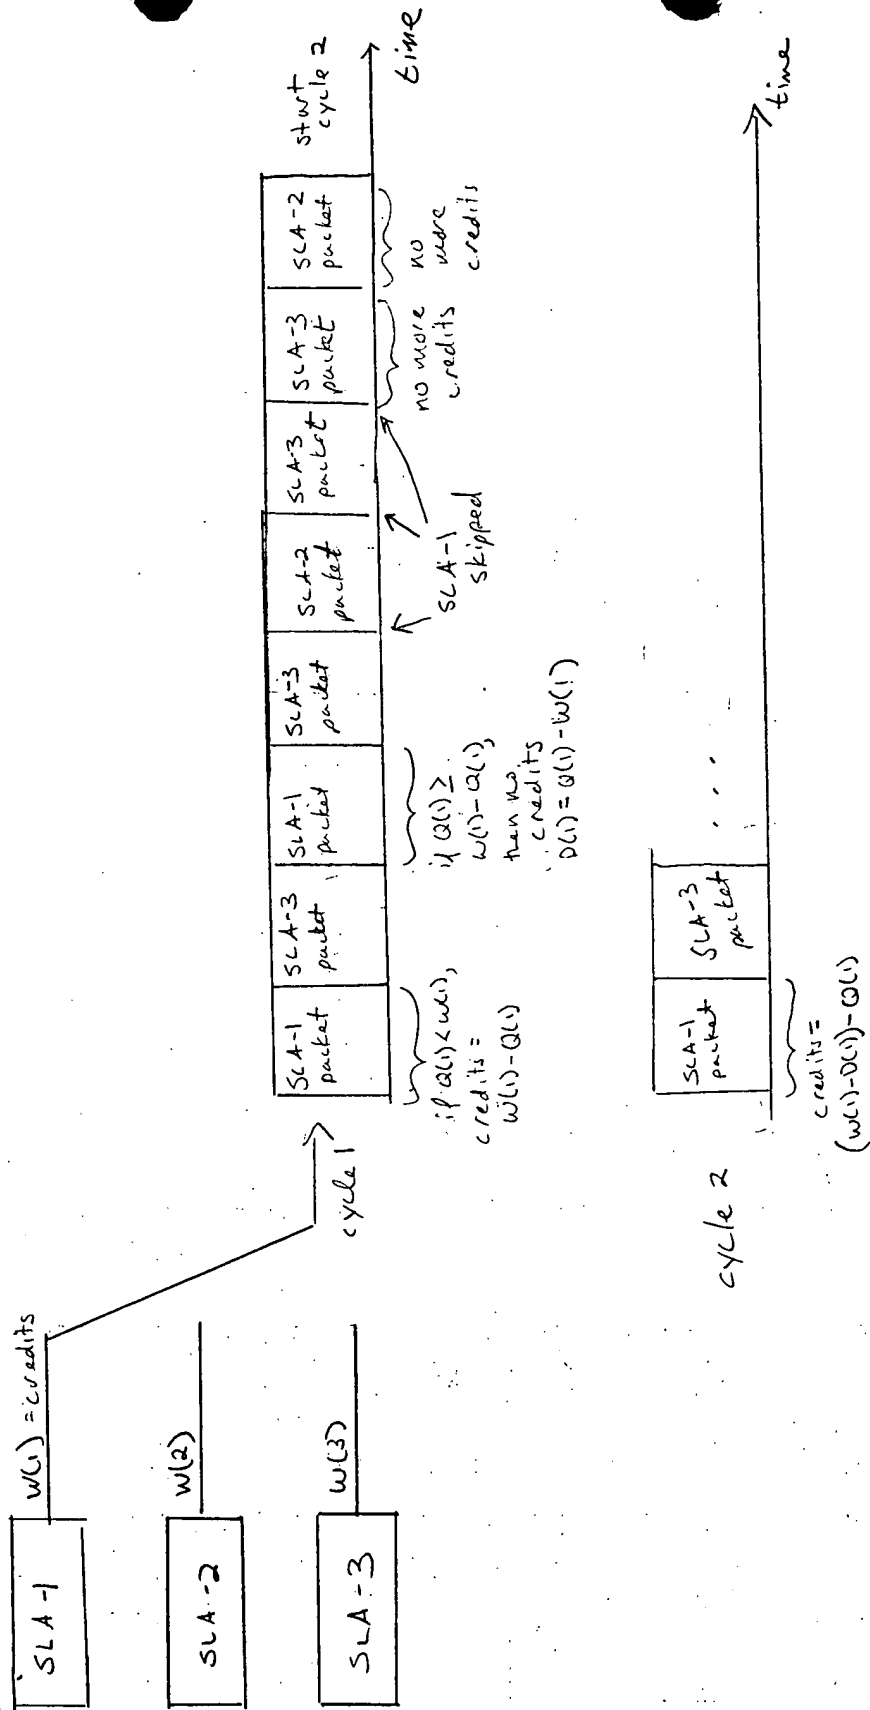 SLA-1
W(1) = credits
SLA-2
W(2)
SLA-3
W(3)
cycle 1
SLA-1
packet
SLA-3
packet
SLA-1
packet
SLA-3
packet
SLA-2
packet
SLA-3
packet
SLA-3
packet
SLA-2
packet
start
cycle 2
time
if Q(1) < W(1),
credits =
W(1) - Q(1)
if Q(1) ≥
W(1) - Q(1),
then no
credits
D(1) = Q(1) - W(1)
SLA-1
skipped
no more
credits
no
more
credits
cycle 2
SLA-1
packet
SLA-3
packet
. . . .
time
credits =
(W(1) - D(1)) - Q(1)